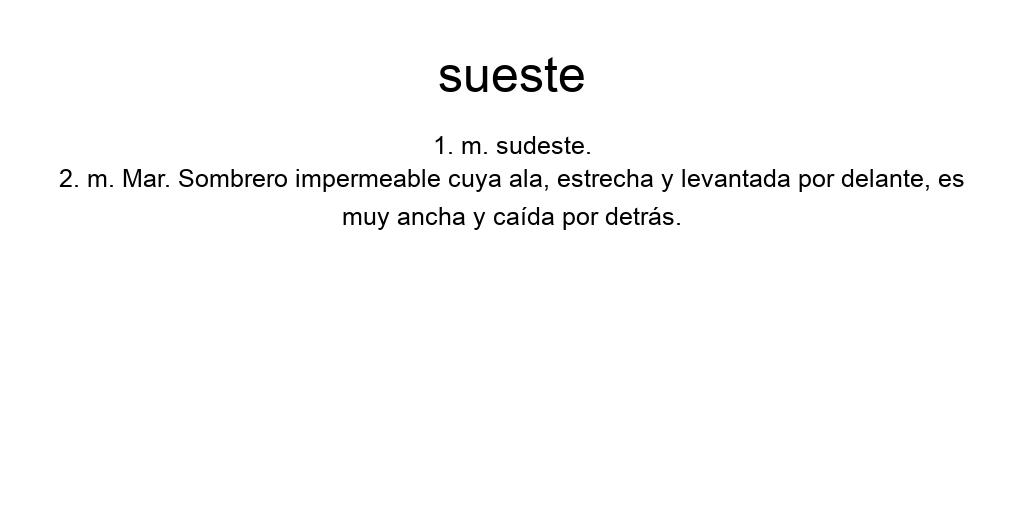 sueste
1. m. sudeste.
2. m. Mar. Sombrero impermeable cuya ala, estrecha y levantada por delante, es
muy ancha y caída por detrás.